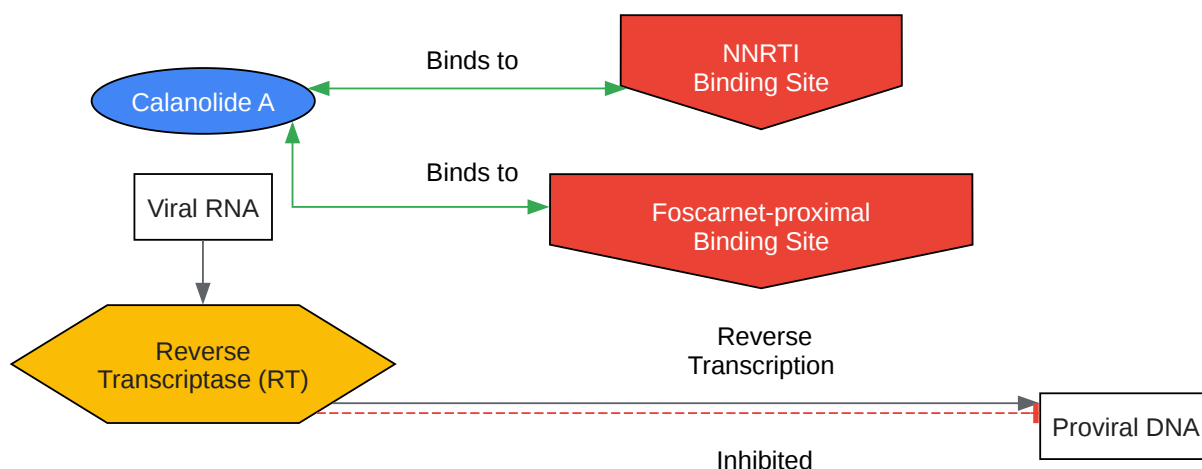 Binds to
NNRTI
Binding Site
Calanolide A
Binds to
Viral RNA
Foscarnet-proximal
Binding Site
Reverse
Transcription
Reverse
Transcriptase (RT)
Proviral DNA
Inhibited